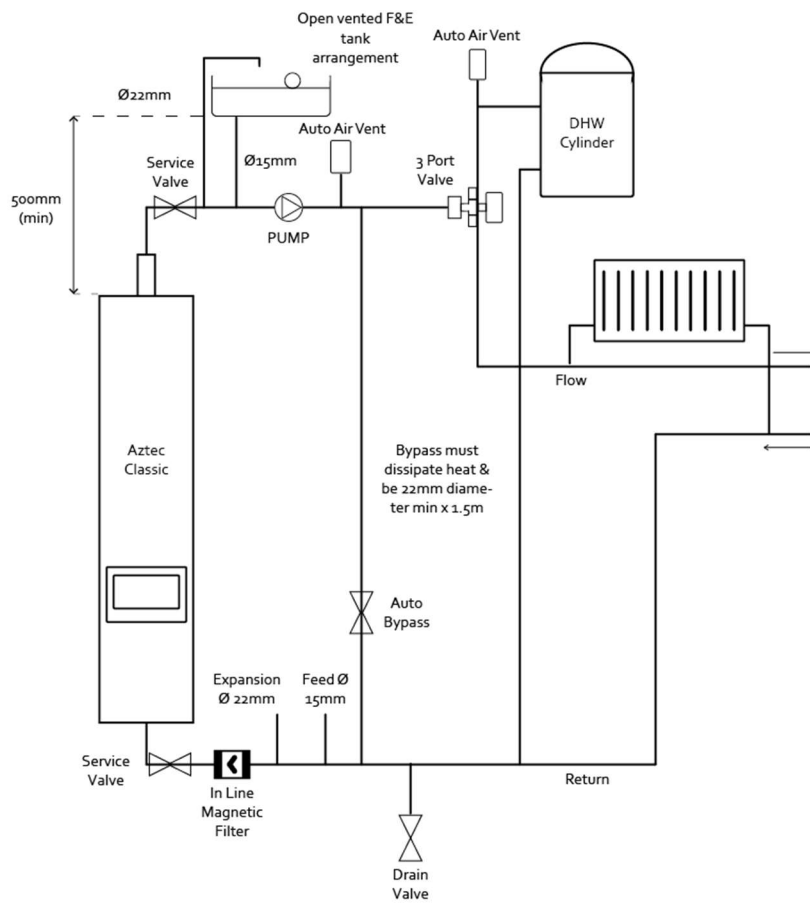 Open vented F&E
tank
arrangement
Auto Air Vent
Ø22mm
DHW
Cylinder
Auto Air Vent
Service
Valve
Ø15mm
3 Port
Valve
500mm
(min)
PUMP
Flow
Aztec
Classic
Bypass must
dissipate heat &
be 22mm diame-
ter min x 1.5m
Auto
Bypass
Expansion
Ø 22mm
Feed Ø
15mm
Service
Valve
In Line
Magnetic
Filter
Return
Drain
Valve